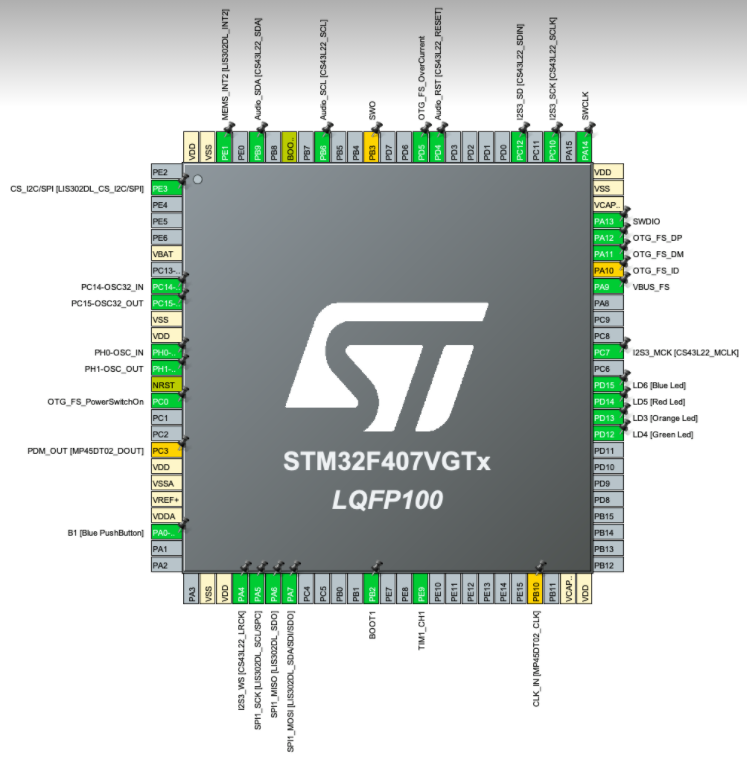 MEMS_INT2 [LIS302DL_INT2]
Audio_SDA [CS43L22_SDA]
Audio_SCL [CS43L22_SCL]
SWO
OTG_FS_OverCurrent
Audio_RST [CS43L22_RESET]
I2S3_SD [CS43L22_SDIN]
I2S3_SCK [CS43L22_SCLK]
SWCLK
VDD
VSS
PE1
PE0
PB9
PB8
BOO..
PB7
PB6
PB5
PB4
PB3
PD7
PD6
PD5
PD4
PD3
PD2
PD1
PD0
PC12
PC11
PC10
PA15
PA14
PE2
CS_I2C/SPI [LIS302DL_CS_I2C/SPI] PE3
PE4
PE5
PE6
VBAT
PC13-..
PC14-OSC32_IN PC14-..
PC15-OSC32_OUT PC15-..
VSS
VDD
PH0-OSC_IN PH0-..
PH1-OSC_OUT PH1-..
NRST
OTG_FS_PowerSwitchOn PC0
PC1
PC2
PDM_OUT [MP45DT02_DOUT] PC3
VDD
VSSA
VREF+
VDDA
B1 [Blue PushButton] PA0-..
PA1
PA2
ST
STM32F407VGTx
LQFP100
VDD
VSS
VCAP..
PA13 SWDIO
PA12 OTG_FS_DP
PA11 OTG_FS_DM
PA10 OTG_FS_ID
PA9 VBUS_FS
PA8
PC9
PC8
PC7 I2S3_MCK [CS43L22_MCLK]
PC6
PD15 LD6 [Blue Led]
PD14 LD5 [Red Led]
PD13 LD3 [Orange Led]
PD12 LD4 [Green Led]
PD11
PD10
PD9
PD8
PB15
PB14
PB13
PB12
PA3
VSS
VDD
PA4
PA5
PA6
PA7
PC4
PC5
PB0
PB1
PB2
PE7
PE8
PE9
PE10
PE11
PE12
PE13
PE14
PE15
PB10
PB11
VCAP..
VDD
I2S3_WS [CS43L22_LRCK]
SPI1_SCK [LIS302DL_SCL/SPC]
SPI1_MISO [LIS302DL_SDO]
SPI1_MOSI [LIS302DL_SDA/SDI/SDO]
BOOT1
TIM1_CH1
CLK_IN [MP45DT02_CLK]